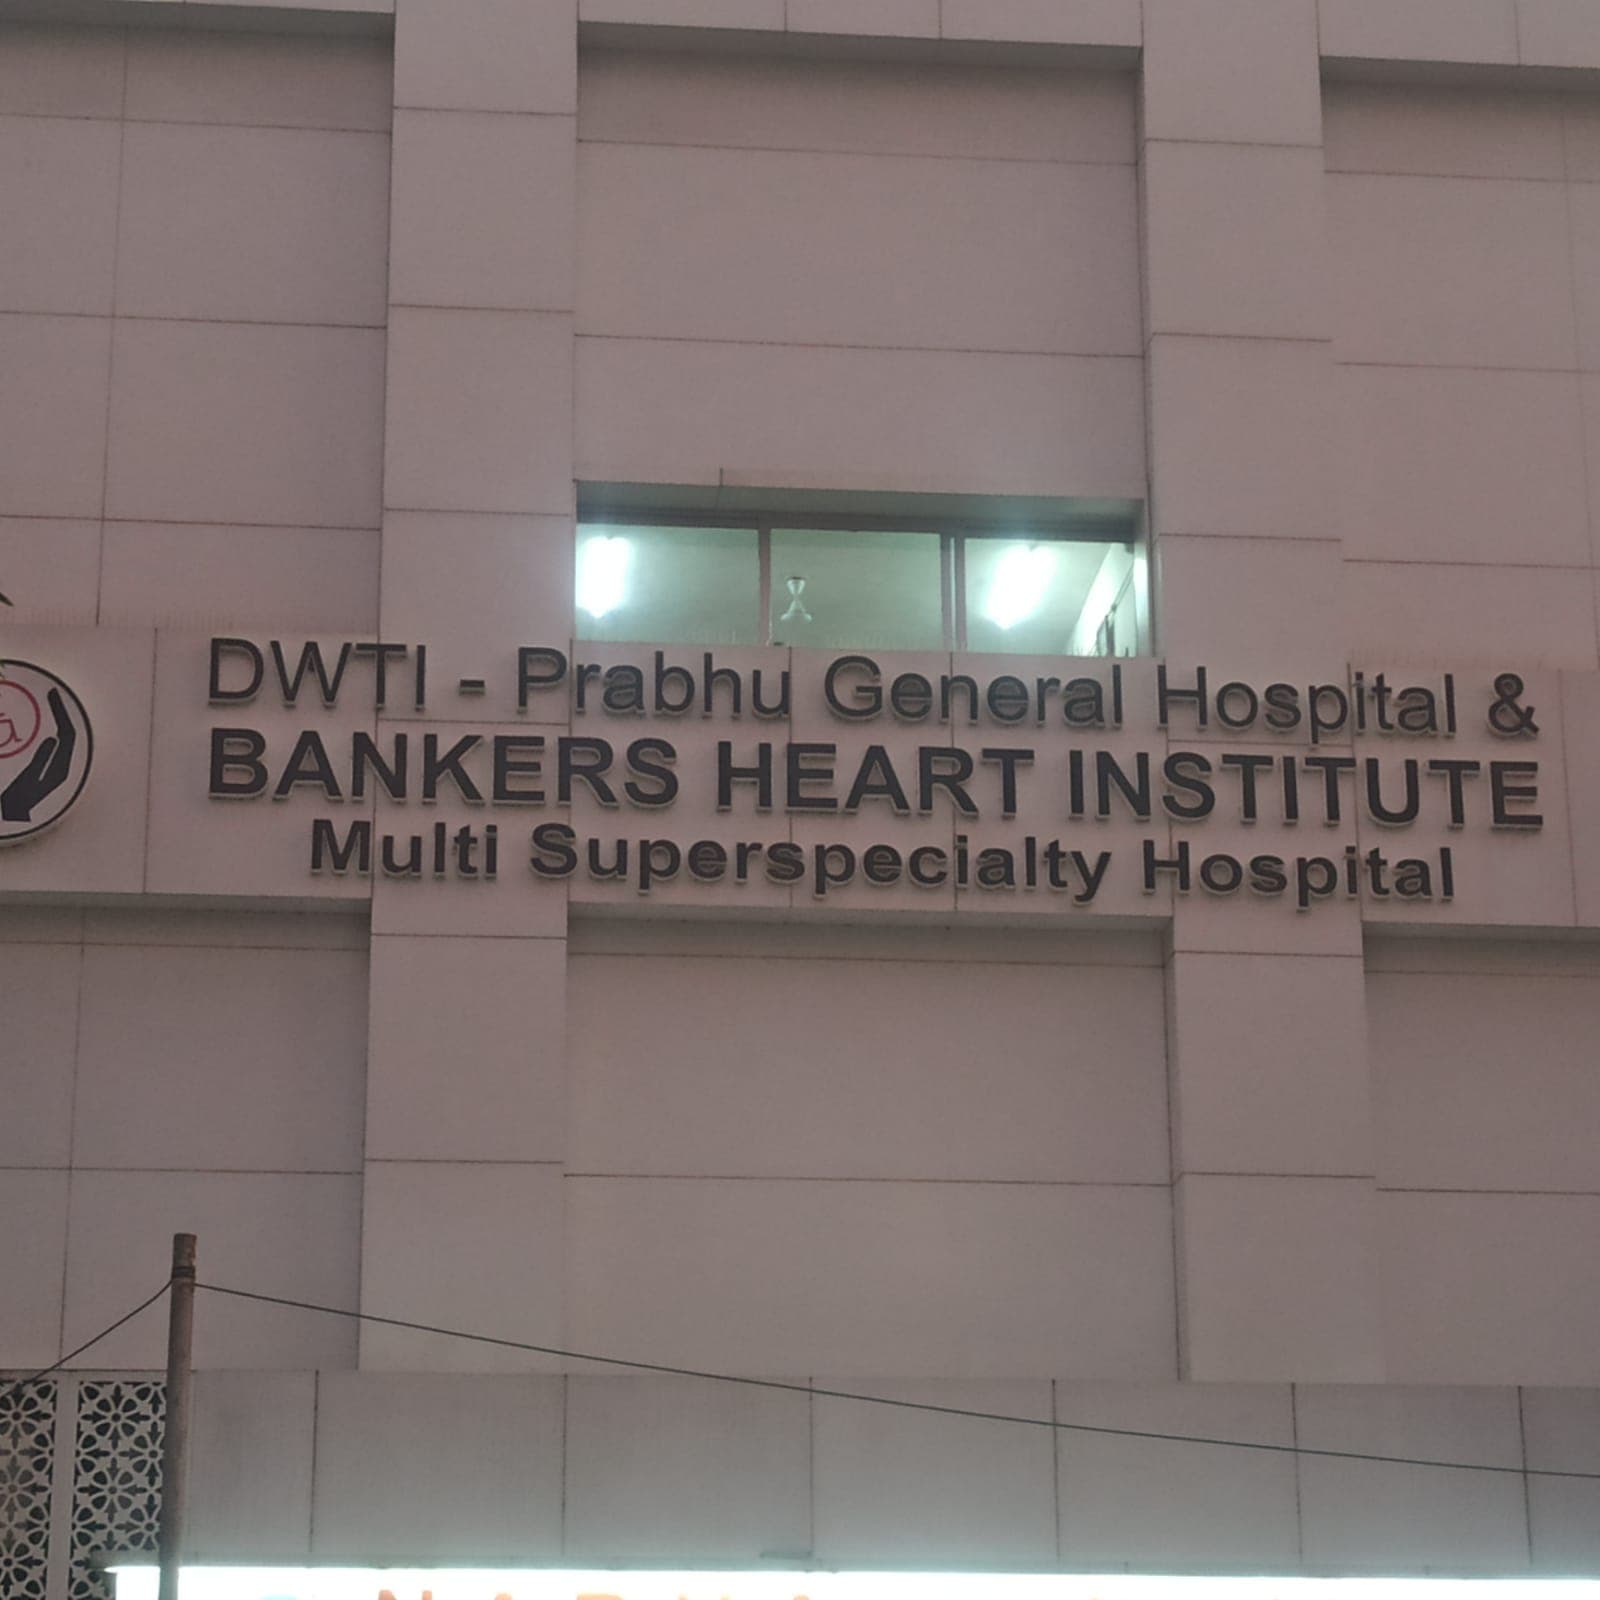 DWTI - Prabhu General Hospital &
BANKERS HEART INSTITUTE
Multi Superspecialty Hospital